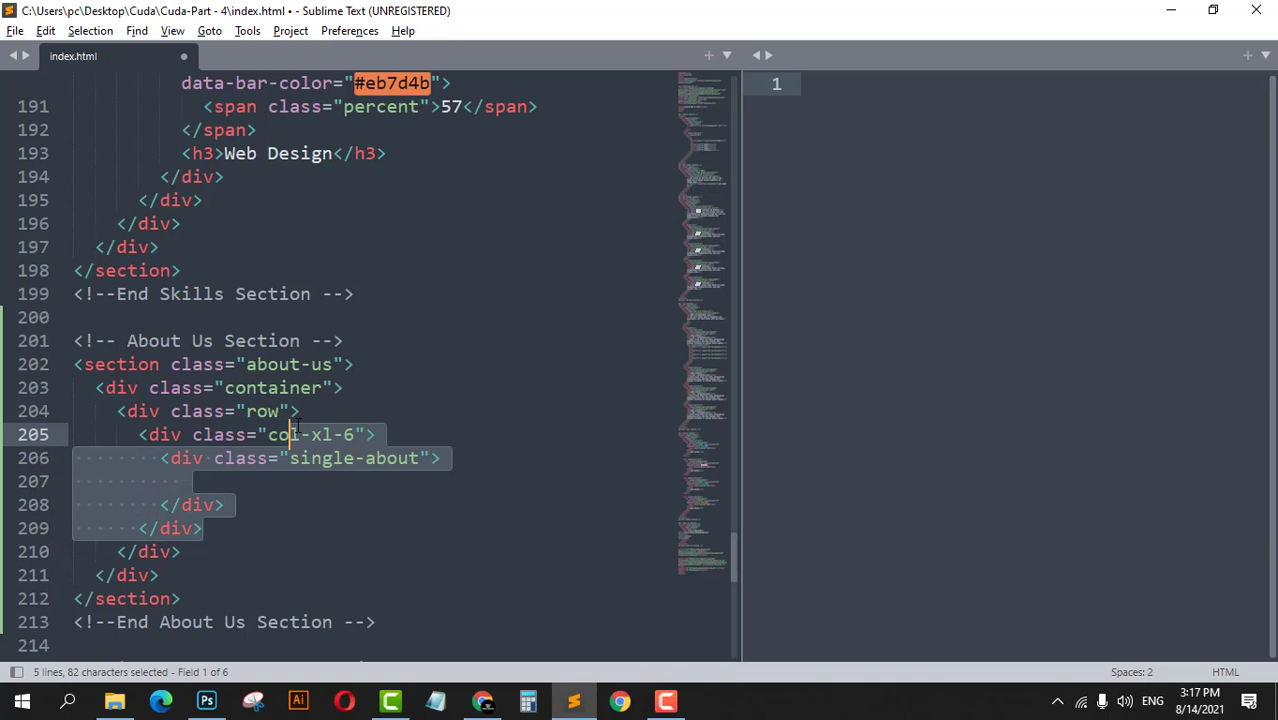 C:\Users\pc\Desktop\Cuda\Cuda-Part - 4\index.html • - Sublime Text (UNREGISTERED)
File Edit Selection Find View Goto Tools Project Preferences Help
index.html
data-bar-color="#eb7d4b">
191 <span class="percent">57</span>
192 </span>
193 <h3>Web Design</h3>
194 </div>
195 </div>
196 </div>
197 </div>
198 </section>
199 <!--End Skills Section -->
200
201 <!-- About Us Section -->
202 <section class="about-us">
203 <div class="container">
204 <div class="row">
205 <div class="col-xl-6">
206 <div class="single-about">
207
208 </div>
209 </div>
210 </div>
211 </div>
212 </section>
213 <!--End About Us Section -->
214
1
5 lines, 82 characters selected - Field 1 of 6
Spaces: 2
HTML
Ps
Ai
ENG
3:17 PM
8/14/2021